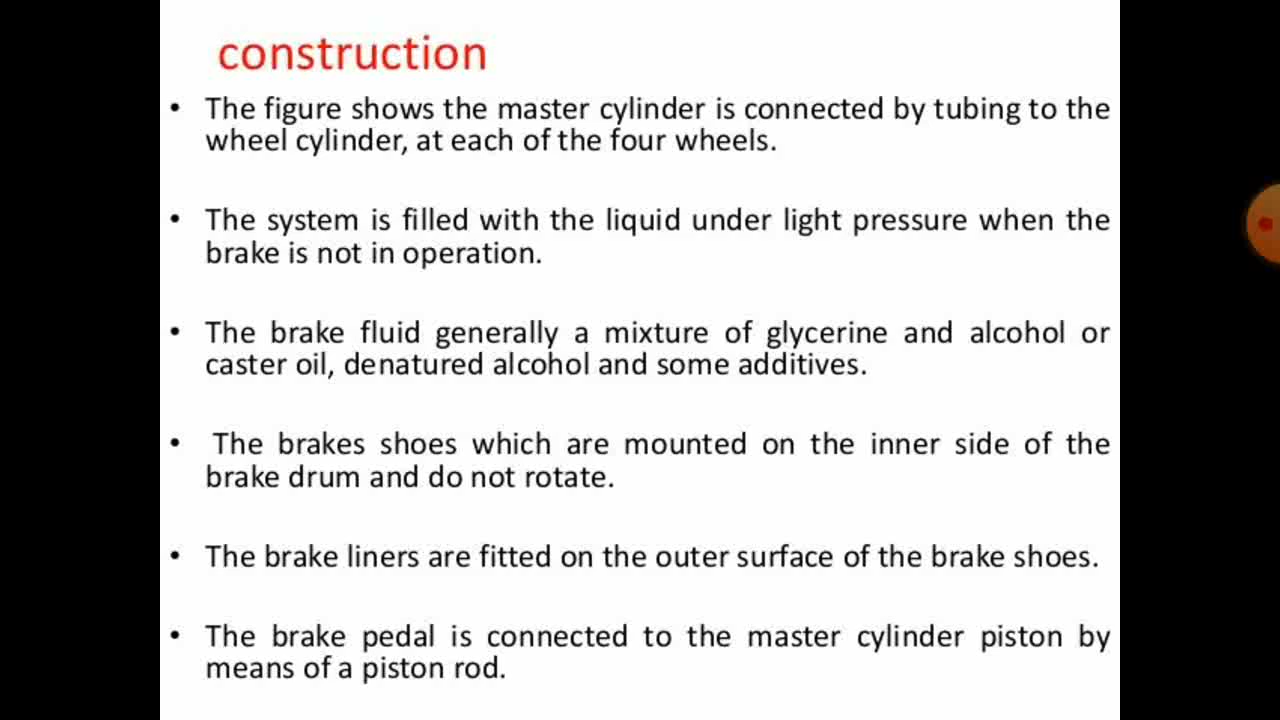 construction
• The figure shows the master cylinder is connected by tubing to the
wheel cylinder, at each of the four wheels.
• The system is filled with the liquid under light pressure when the
brake is not in operation.
• The brake fluid generally a mixture of glycerine and alcohol or
caster oil, denatured alcohol and some additives.
• The brakes shoes which are mounted on the inner side of the
brake drum and do not rotate.
• The brake liners are fitted on the outer surface of the brake shoes.
• The brake pedal is connected to the master cylinder piston by
means of a piston rod.